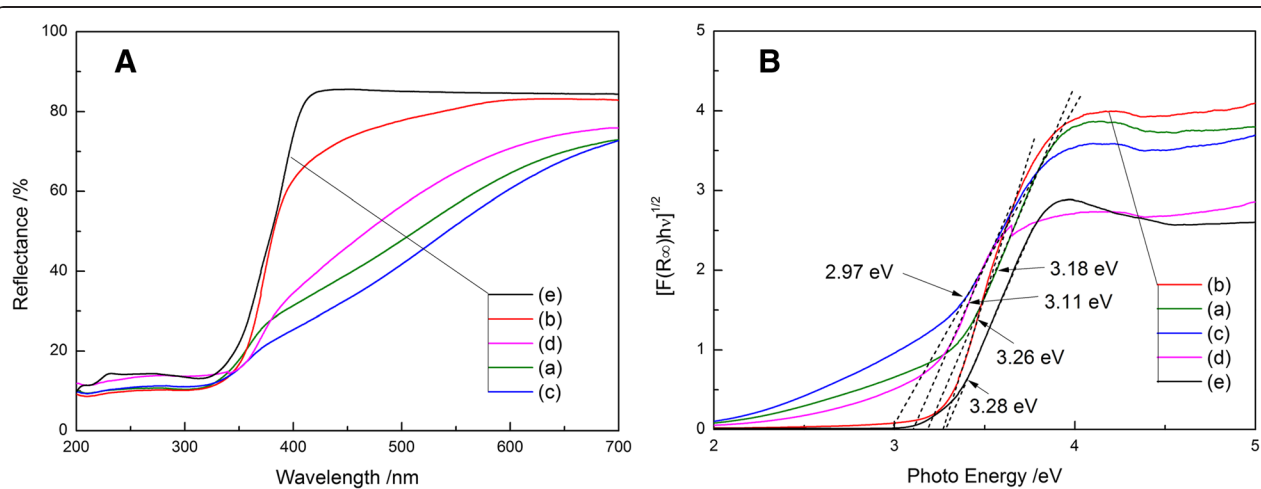 A
Reflectance /%
100
80
60
40
20
0
200
300
400
500
600
700
Wavelength /nm
(e)
(b)
(d)
(a)
(c)
B
[F(R∞)hν]^1/2
5
4
3
2
1
0
2
3
4
5
Photo Energy /eV
2.97 eV
3.18 eV
3.11 eV
3.26 eV
3.28 eV
(b)
(a)
(c)
(d)
(e)